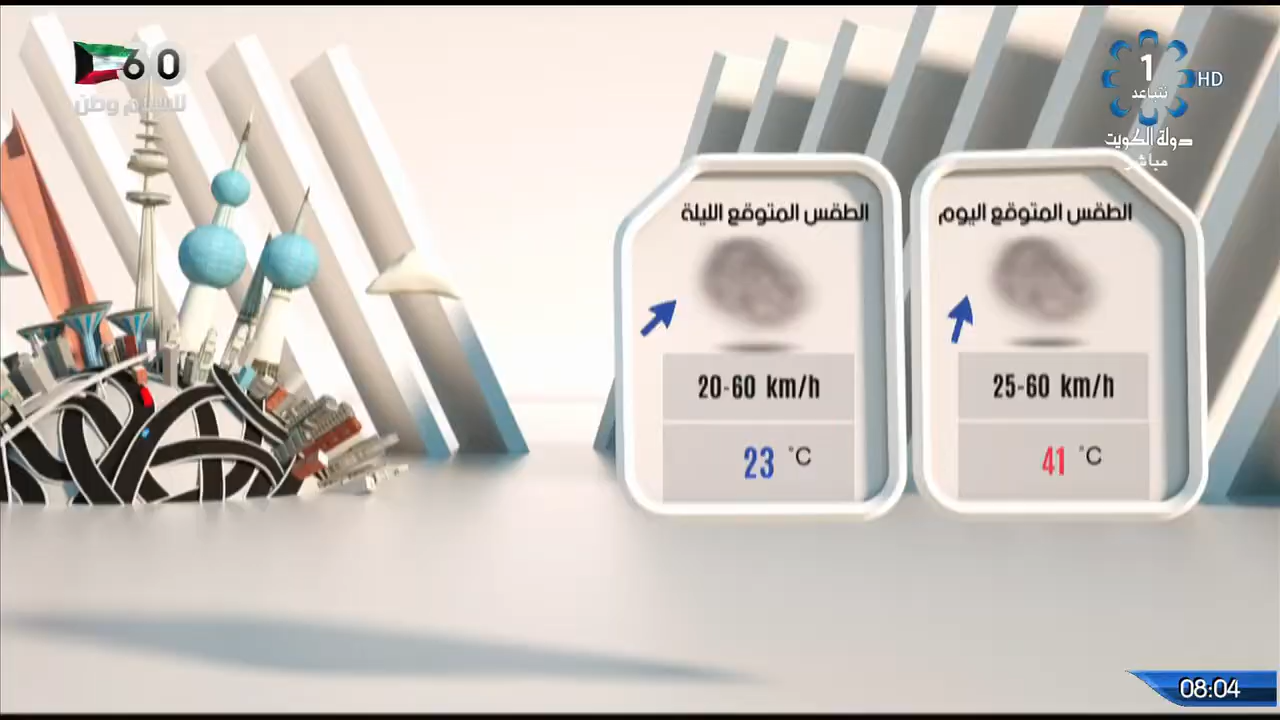 60
1
نتباعد
HD
دولة الكويت
مباشر
الطقس المتوقع اليوم
25-60 km/h
41 °C
الطقس المتوقع الليلة
20-60 km/h
23 °C
08:04